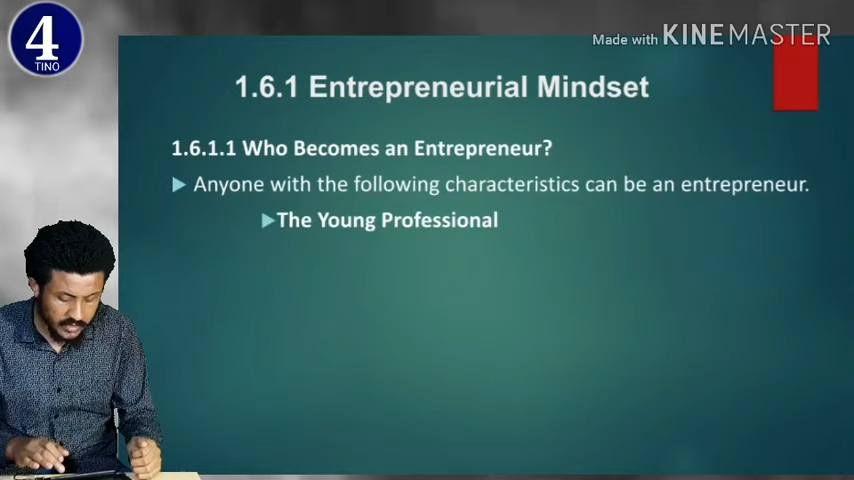 4
TINO
Made with KINEMASTER
1.6.1 Entrepreneurial Mindset
1.6.1.1 Who Becomes an Entrepreneur?
Anyone with the following characteristics can be an entrepreneur.
The Young Professional